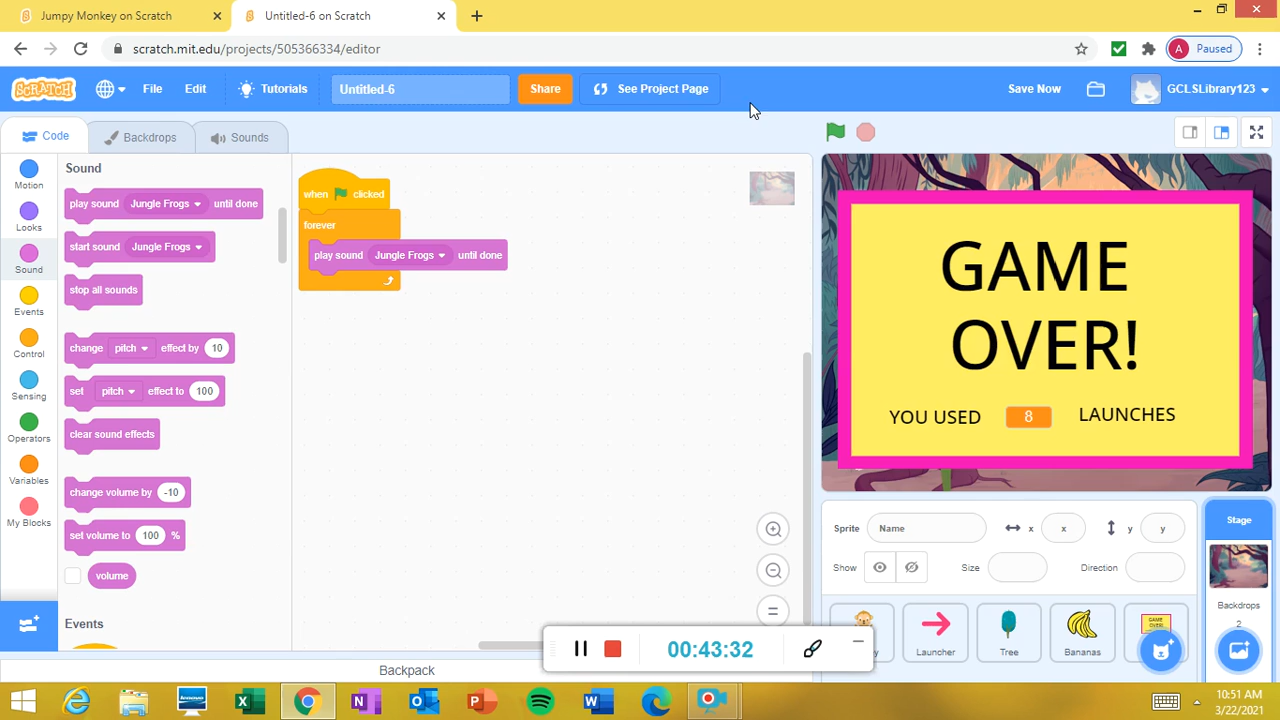 Jumpy Monkey on Scratch
Untitled-6 on Scratch
scratch.mit.edu/projects/505366334/editor
A Paused
SCRATCH
File Edit Tutorials Untitled-6 Share See Project Page Save Now GCLSLibrary123
Code Backdrops Sounds
Motion
Looks
Sound
Events
Control
Sensing
Operators
Variables
My Blocks
Sound
play sound Jungle Frogs until done
start sound Jungle Frogs
stop all sounds
change pitch effect by 10
set pitch effect to 100
clear sound effects
change volume by -10
set volume to 100 %
volume
Events
when clicked
forever
play sound Jungle Frogs until done
Backpack
GAME
OVER!
YOU USED 8 LAUNCHES
Sprite Name x x y y
Show Size Direction
Launcher
Tree
Bananas
GAME OVER!
Stage
Backdrops
2
00:43:32
10:51 AM
3/22/2021